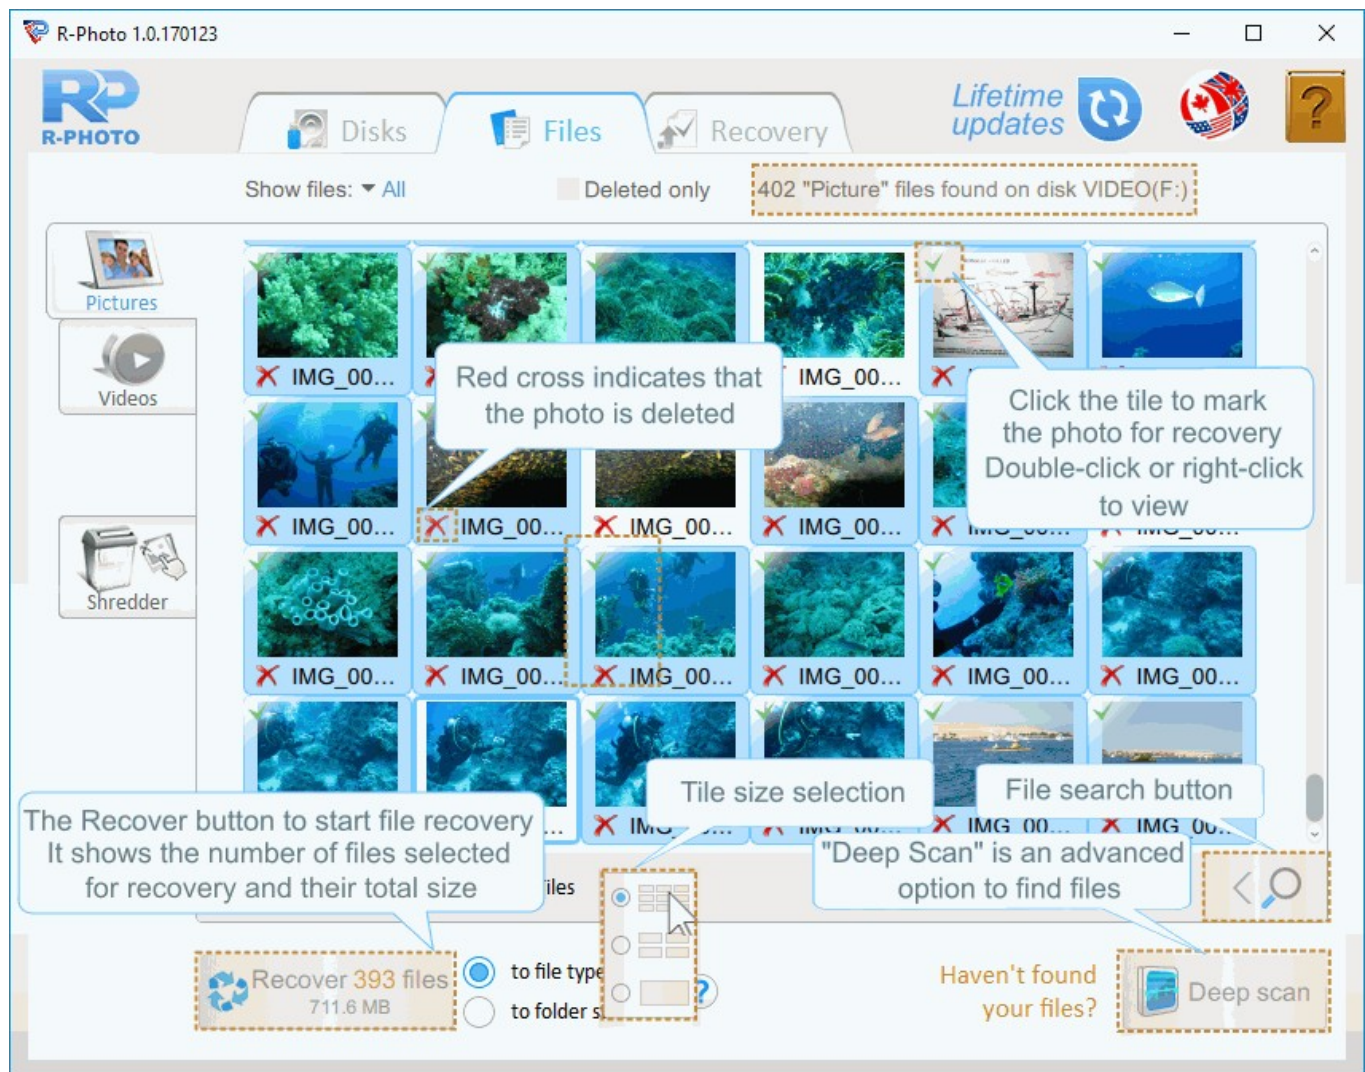 R-Photo 1.0.170123
R-PHOTO
Disks
Files
Recovery
Lifetime
updates
Show files: All
Deleted only
402 "Picture" files found on disk VIDEO(F:)
Pictures
Videos
Shredder
IMG_00...
IMG_00...
Red cross indicates that
the photo is deleted
Click the tile to mark
the photo for recovery
Double-click or right-click
to view
IMG_00... IMG_00... IMG_00... IMG_00...
IMG_00... IMG_00... IMG_00... IMG_00... IMG_00... IMG_00...
Tile size selection
File search button
The Recover button to start file recovery
It shows the number of files selected
for recovery and their total size
"Deep Scan" is an advanced
option to find files
Recover 393 files
711.6 MB
to file type
to folder
Haven't found
your files?
Deep scan